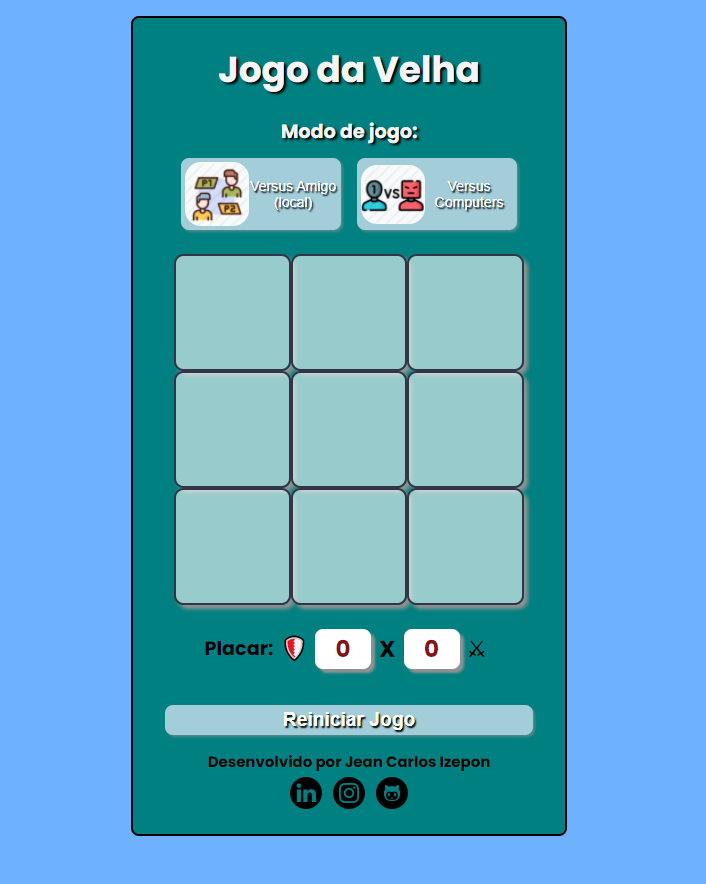 Jogo da Velha
Modo de jogo:
P1
P2
Versus Amigo
(local)
1 VS
Versus
Computers
Placar: 0 X 0
Reiniciar Jogo
Desenvolvido por Jean Carlos Izepon
in